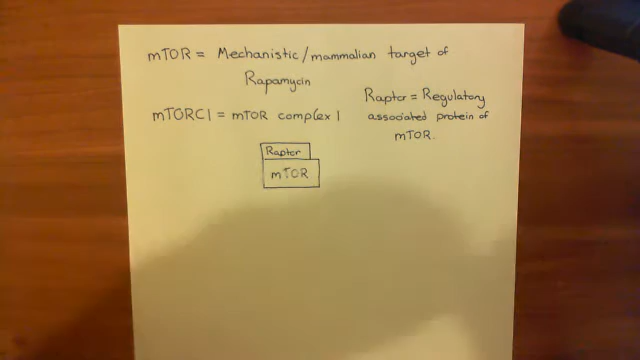 mTOR = Mechanistic/mammalian target of
Rapamycin
mTORC1 = mTOR complex 1
Raptor = Regulatory
associated protein of
mTOR.
Raptor
mTOR